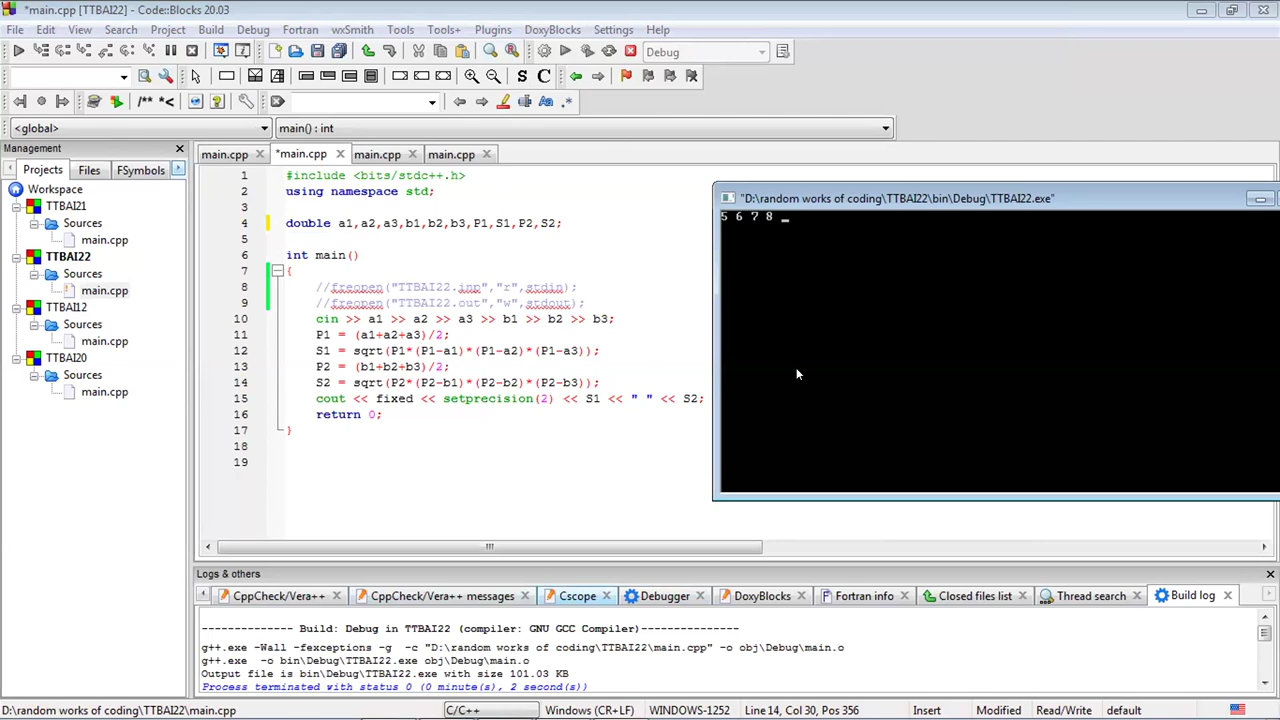 *main.cpp [TTBAI22] - Code::Blocks 20.03
File Edit View Search Project Build Debug Fortran wxSmith Tools Tools+ Plugins DoxyBlocks Settings Help
Debug
<global>
main() : int
Management
Projects Files FSymbols
main.cpp *main.cpp main.cpp main.cpp
Workspace
TTBAI21
Sources
main.cpp
TTBAI22
Sources
main.cpp
TTBAI12
Sources
main.cpp
TTBAI20
Sources
main.cpp
1 #include <bits/stdc++.h>
2 using namespace std;
3
4 double a1,a2,a3,b1,b2,b3,P1,S1,P2,S2;
5
6 int main()
7 {
8 //freopen("TTBAI22.inp","r",stdin);
9 //freopen("TTBAI22.out","w",stdout);
10 cin >> a1 >> a2 >> a3 >> b1 >> b2 >> b3;
11 P1 = (a1+a2+a3)/2;
12 S1 = sqrt(P1*(P1-a1)*(P1-a2)*(P1-a3));
13 P2 = (b1+b2+b3)/2;
14 S2 = sqrt(P2*(P2-b1)*(P2-b2)*(P2-b3));
15 cout << fixed << setprecision(2) << S1 << " " << S2;
16 return 0;
17 }
18
19
"D:\random works of coding\TTBAI22\bin\Debug\TTBAI22.exe"
5 6 7 8 _
Logs & others
CppCheck/Vera++ CppCheck/Vera++ messages Cscope Debugger DoxyBlocks Fortran info Closed files list Thread search Build log
-------------- Build: Debug in TTBAI22 (compiler: GNU GCC Compiler)---------------
g++.exe -Wall -fexceptions -g -c "D:\random works of coding\TTBAI22\main.cpp" -o obj\Debug\main.o
g++.exe -o bin\Debug\TTBAI22.exe obj\Debug\main.o
Output file is bin\Debug\TTBAI22.exe with size 101.03 KB
Process terminated with status 0 (0 minute(s), 2 second(s))
D:\random works of coding\TTBAI22\main.cpp C/C++ Windows (CR+LF) WINDOWS-1252 Line 14, Col 30, Pos 356 Insert Modified Read/Write default